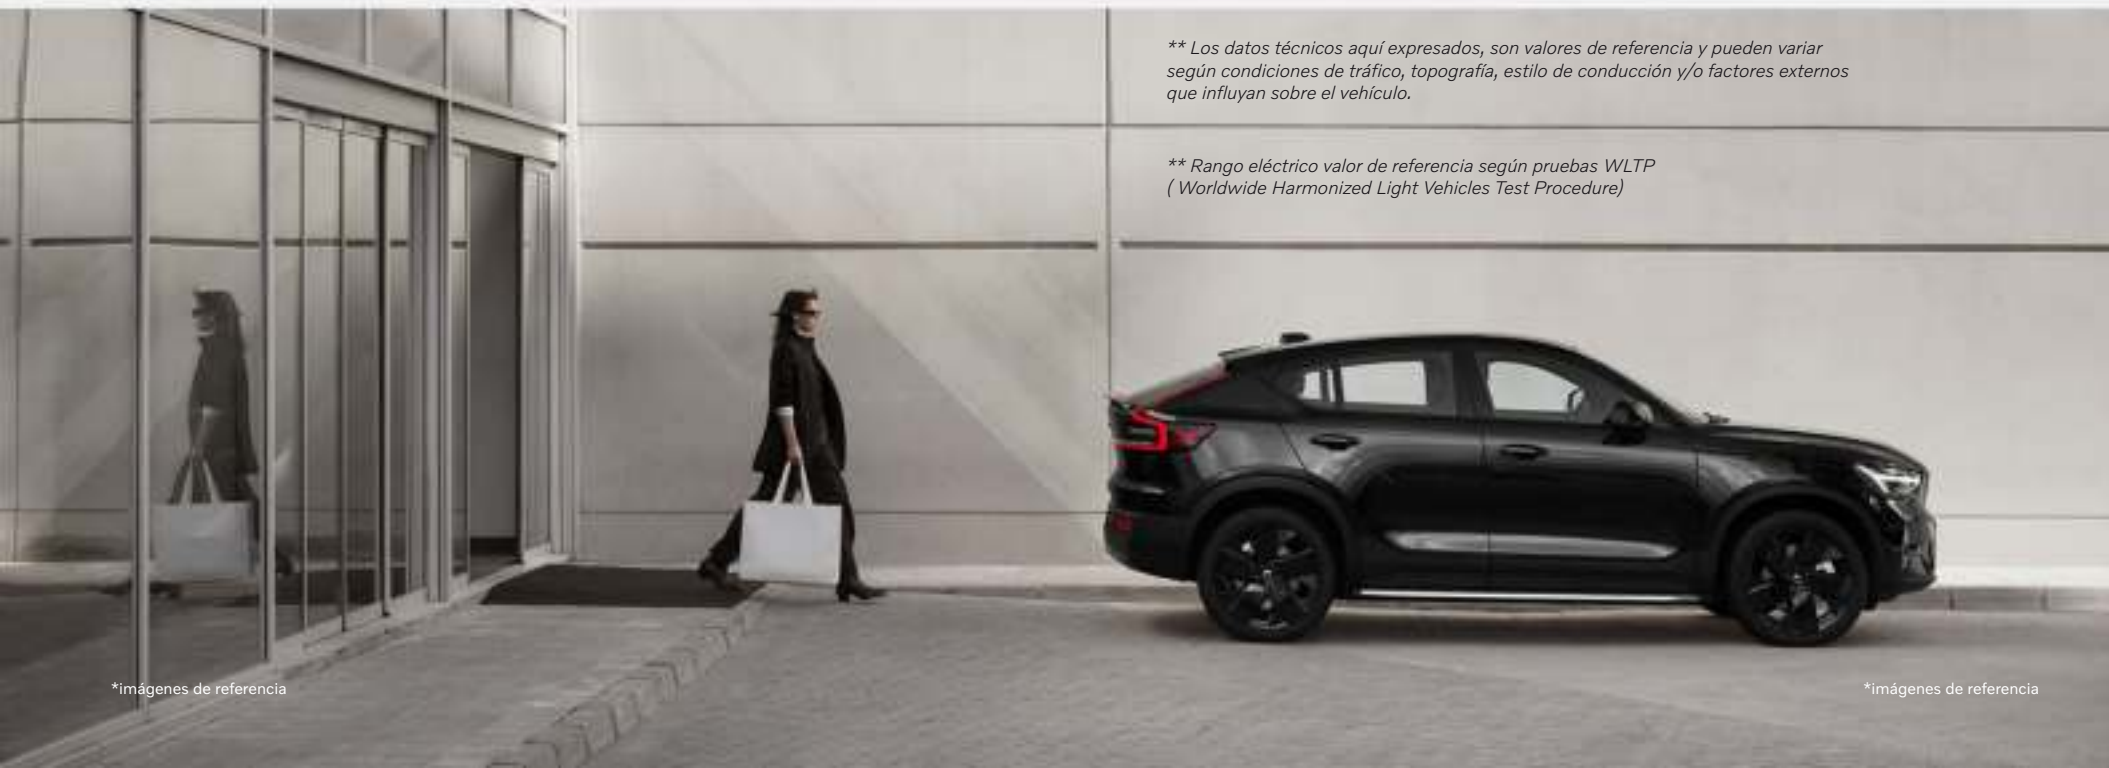 ** Los datos técnicos aquí expresados, son valores de referencia y pueden variar
según condiciones de tráfico, topografía, estilo de conducción y/o factores externos
que influyan sobre el vehículo.
** Rango eléctrico valor de referencia según pruebas WLTP
( Worldwide Harmonized Light Vehicles Test Procedure)
*imágenes de referencia
*imágenes de referencia